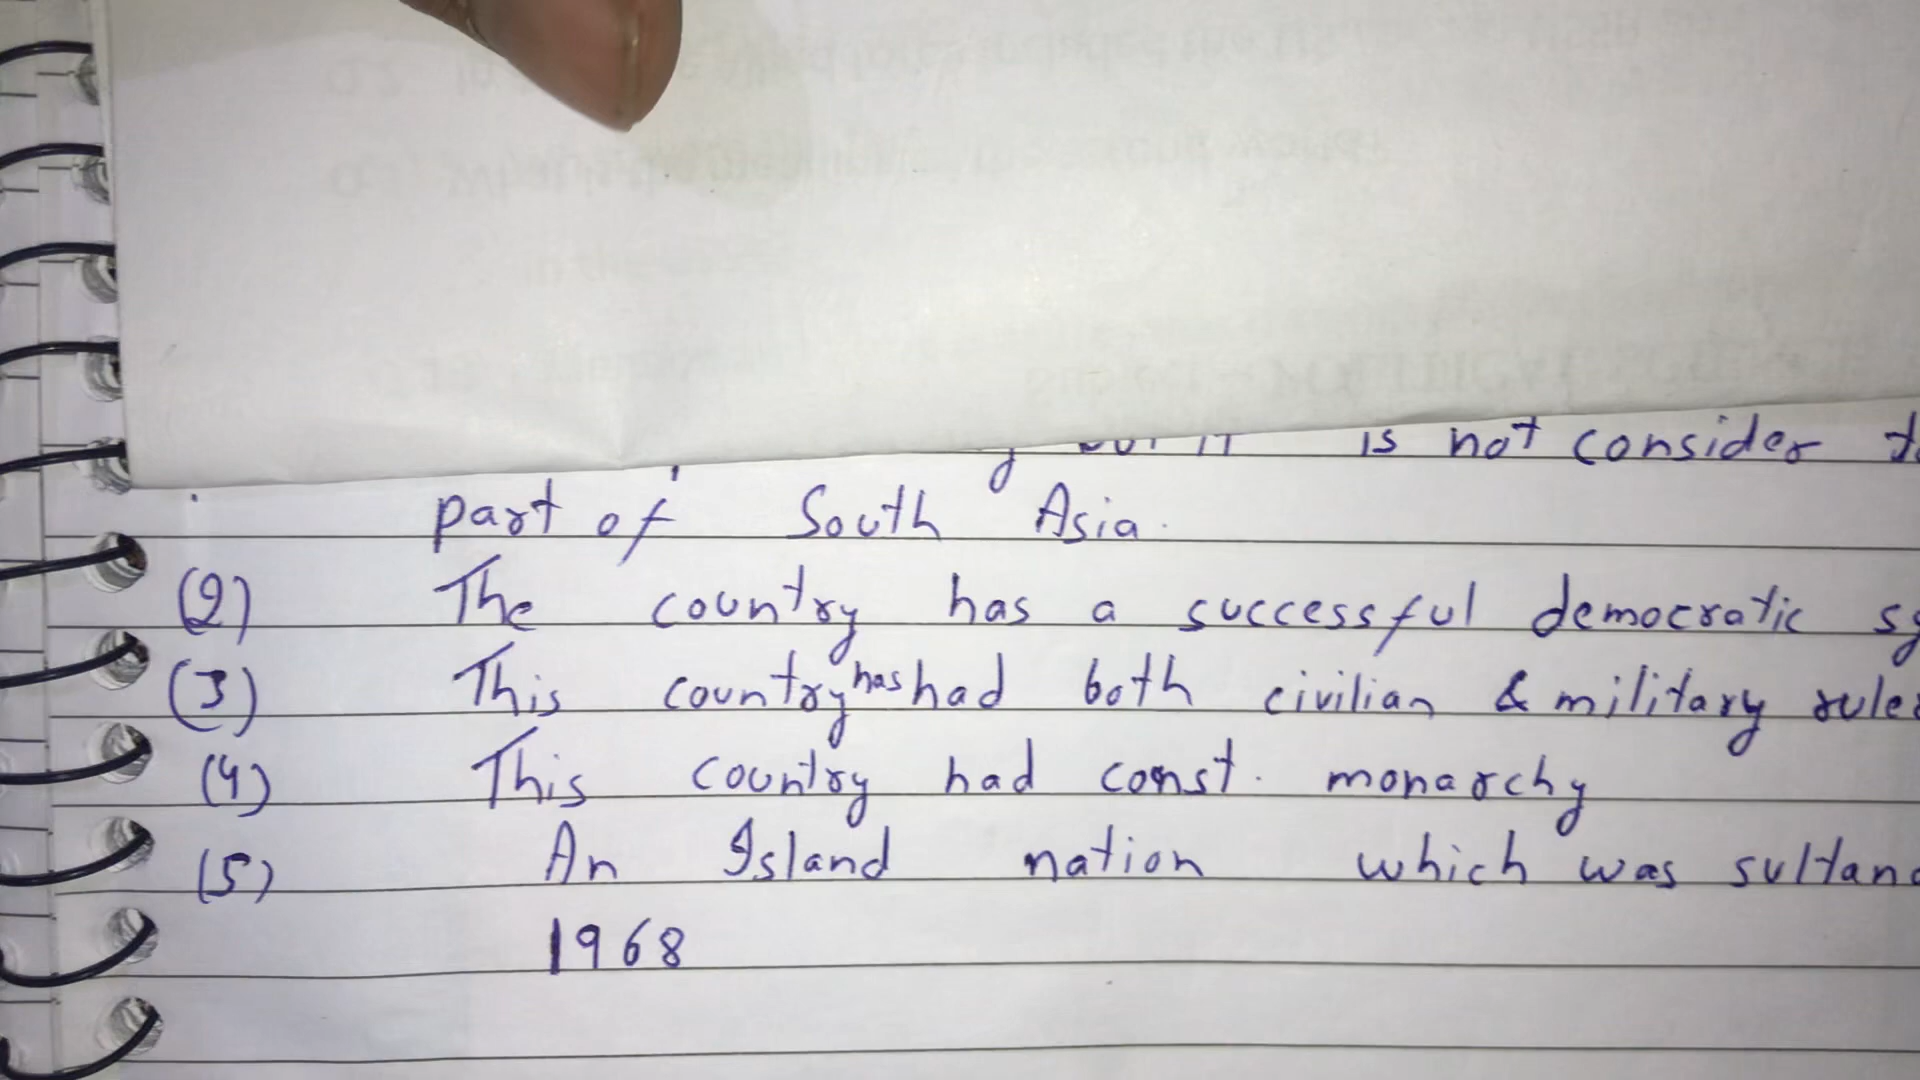 is not consider
part of South Asia.
(2) The country has a successful democratic
(3) This country has had both civilian & military
(4) This country had const. monarchy
(5) An Island nation which was
1968